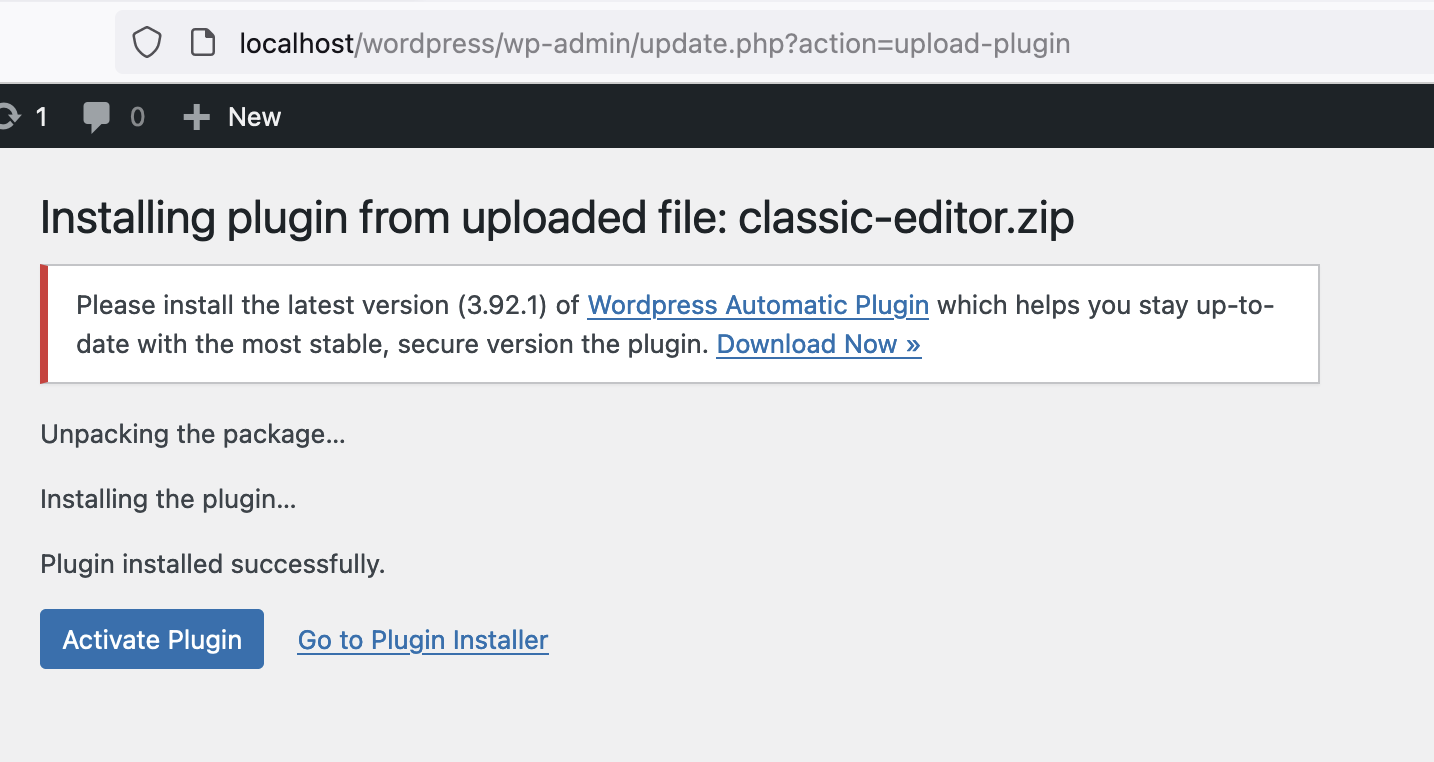 localhost/wordpress/wp-admin/update.php?action=upload-plugin
1 0 New
Installing plugin from uploaded file: classic-editor.zip
Please install the latest version (3.92.1) of Wordpress Automatic Plugin which helps you stay up-to-
date with the most stable, secure version the plugin. Download Now »
Unpacking the package…
Installing the plugin…
Plugin installed successfully.
Activate Plugin Go to Plugin Installer